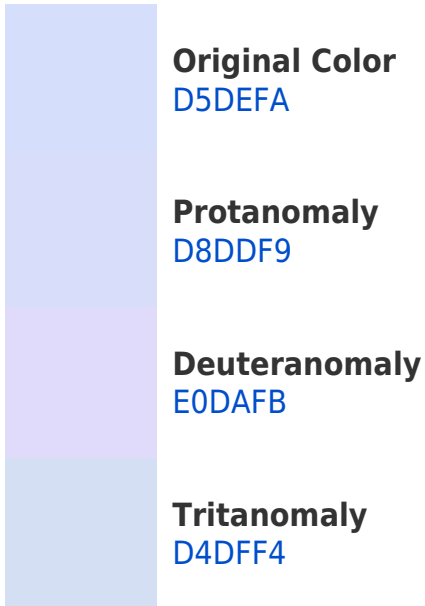 Original Color
D5DEFA
Protanomaly
D8DDF9
Deuteranomaly
E0DAFB
Tritanomaly
D4DFF4